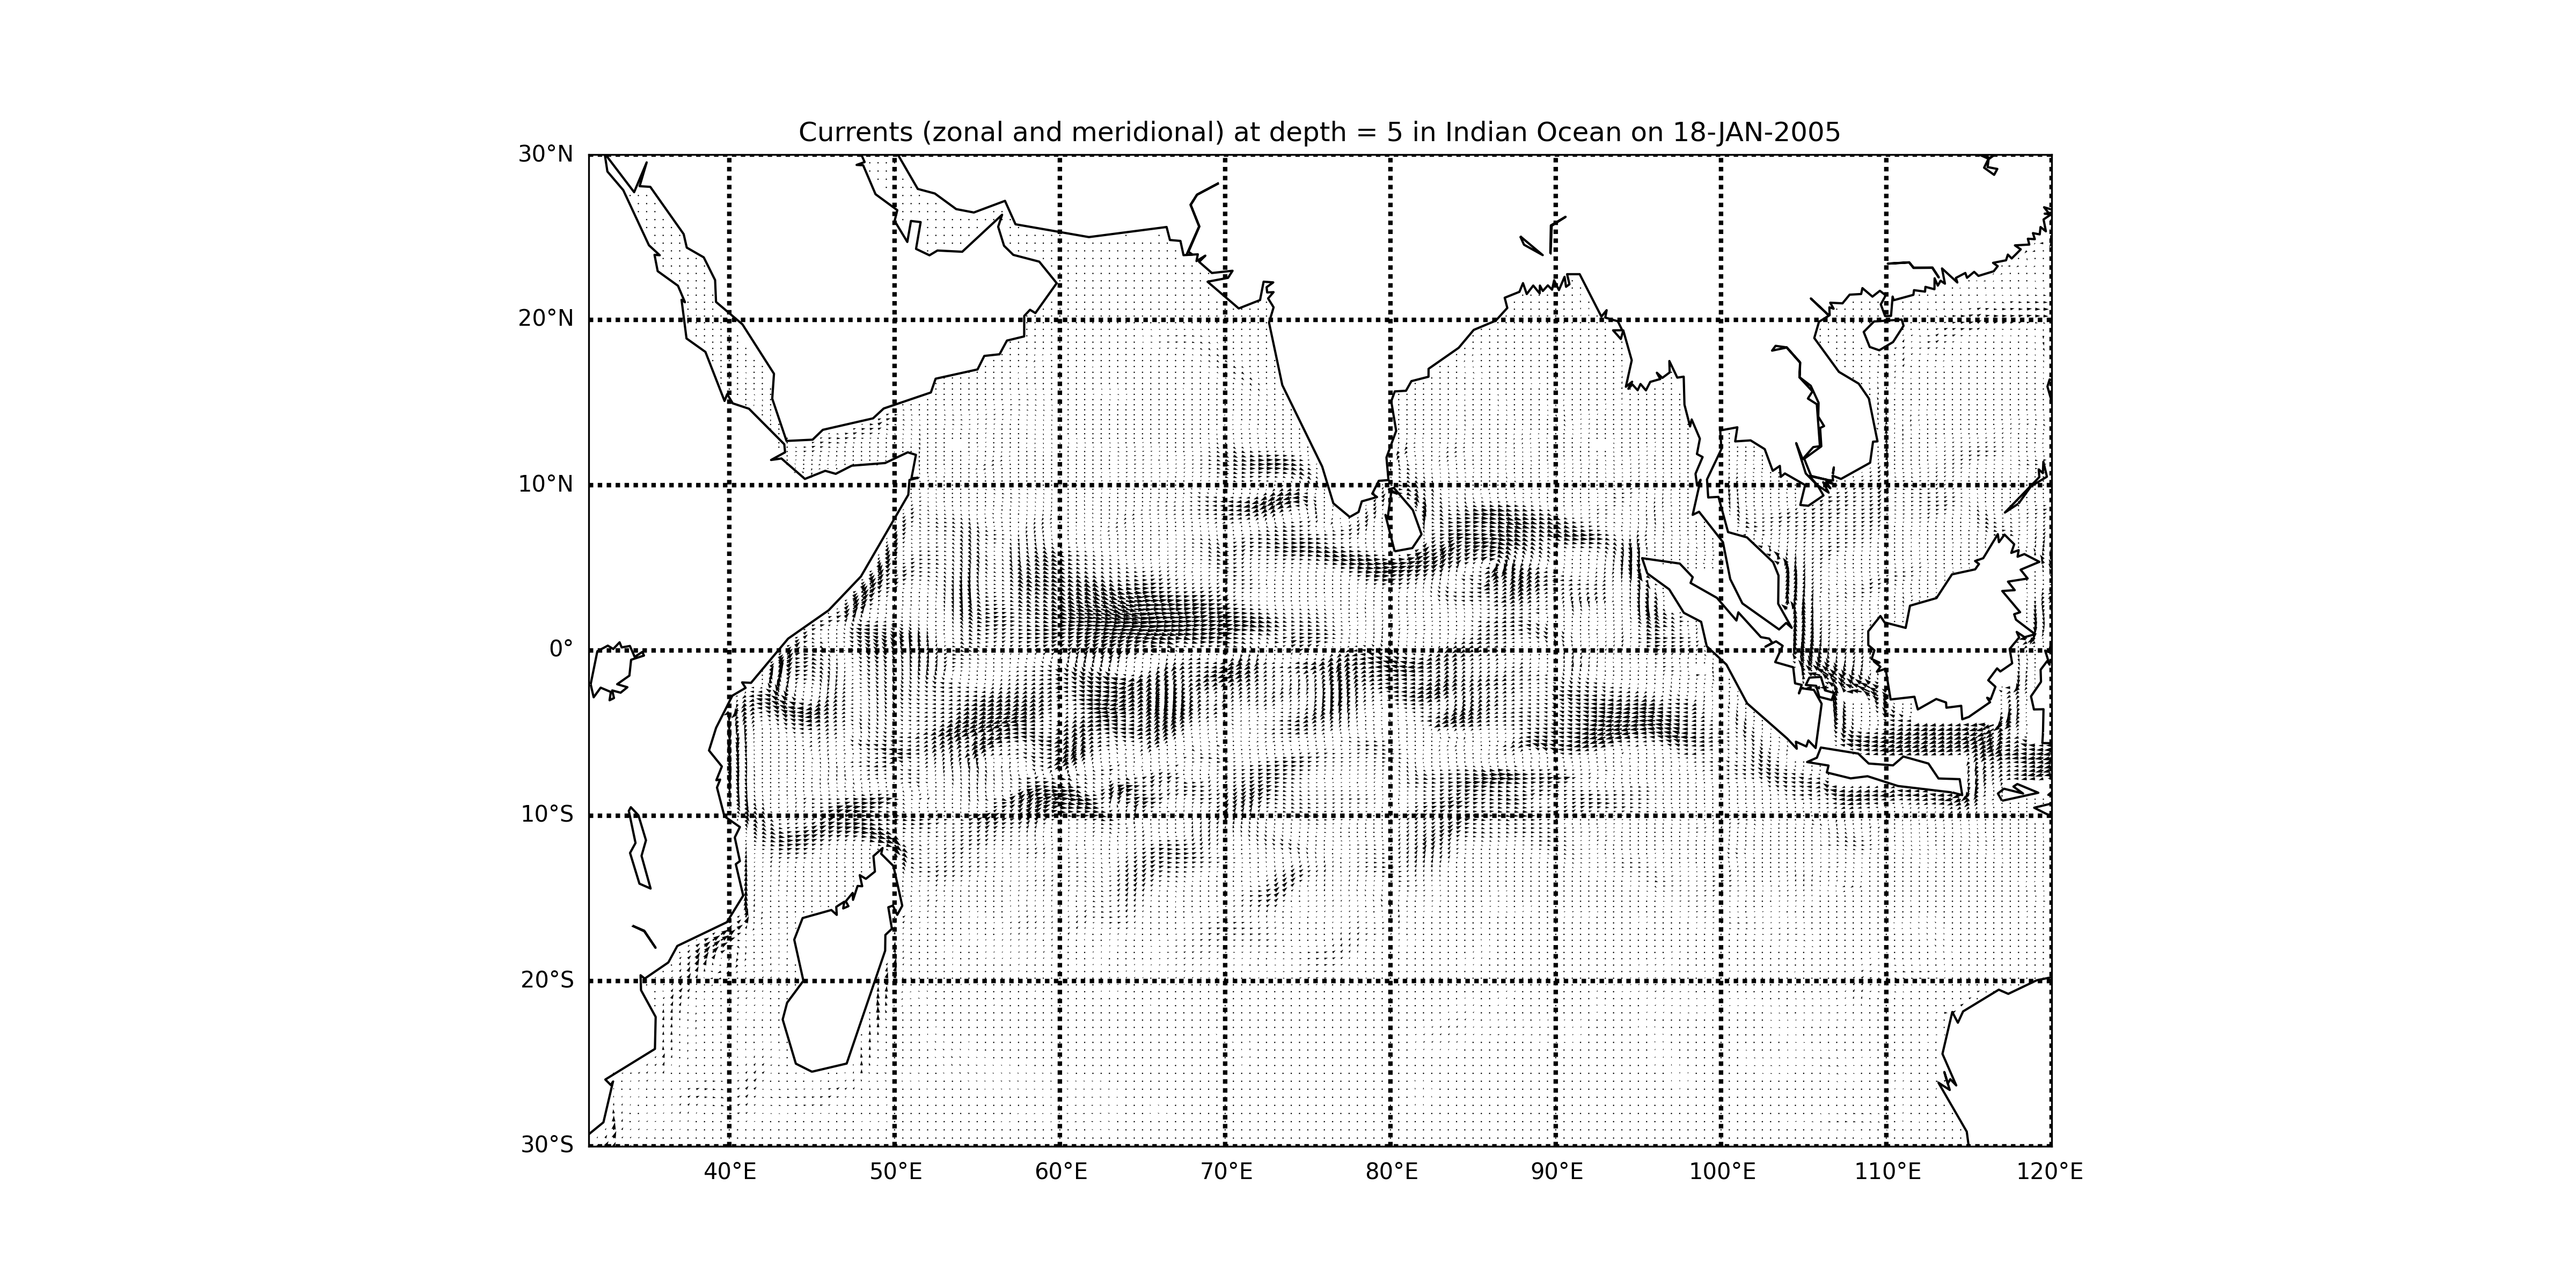 Currents (zonal and meridional) at depth = 5 in Indian Ocean on 18-JAN-2005
30°N
20°N
10°N
0°
10°S
20°S
30°S
40°E 50°E 60°E 70°E 80°E 90°E 100°E 110°E 120°E